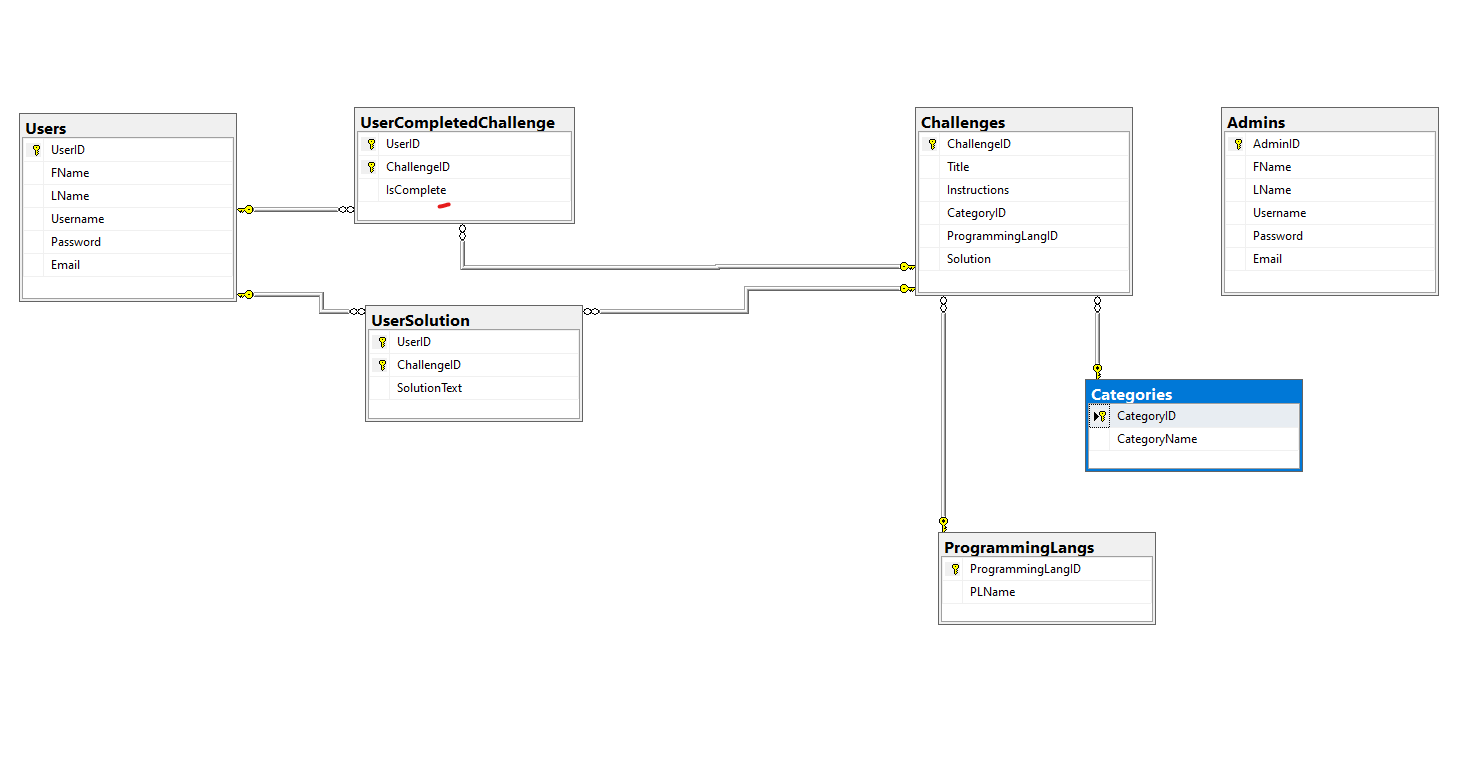 Users
UserID
FName
LName
Username
Password
Email
UserCompletedChallenge
UserID
ChallengeID
IsComplete
UserSolution
UserID
ChallengeID
SolutionText
Challenges
ChallengeID
Title
Instructions
CategoryID
ProgrammingLangID
Solution
Admins
AdminID
FName
LName
Username
Password
Email
Categories
CategoryID
CategoryName
ProgrammingLangs
ProgrammingLangID
PLName